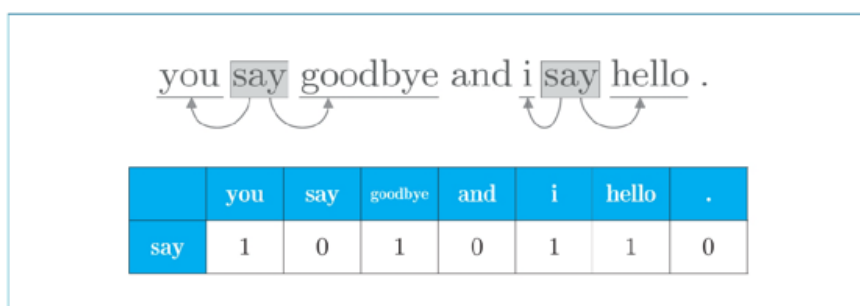 you say goodbye and i say hello .
you say goodbye and i hello .
say 1 0 1 0 1 1 0